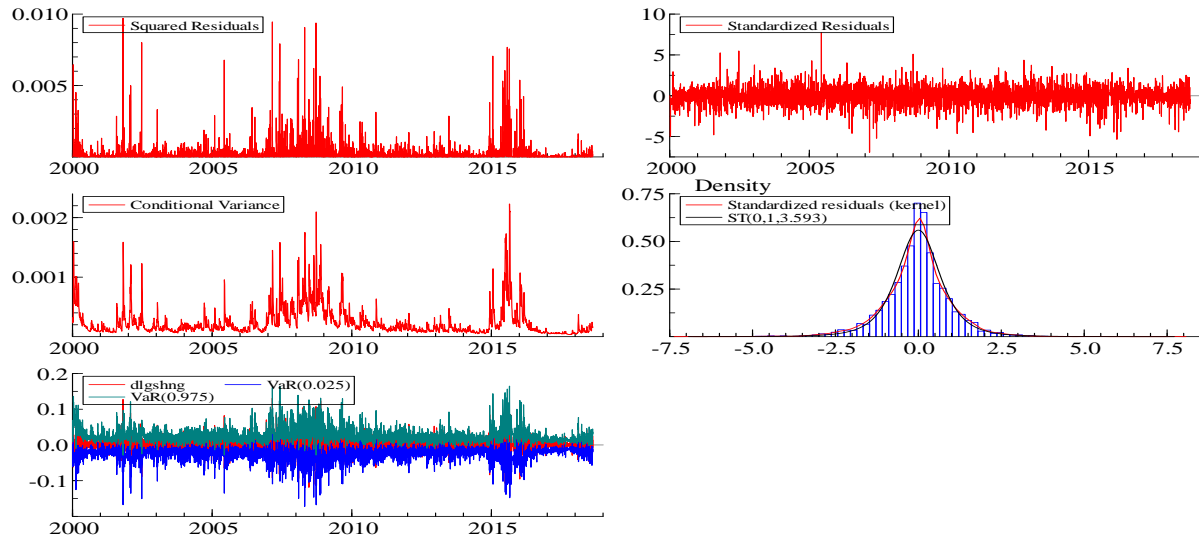 0.010
Squared Residuals
0.005
2000 2005 2010 2015
10
Standardized Residuals
5
0
-5
2000 2005 2010 2015
0.002
Conditional Variance
0.001
2000 2005 2010 2015
Density
0.75
Standardized residuals (kernel)
ST(0,1,3.593)
0.50
0.25
-7.5 -5.0 -2.5 0.0 2.5 5.0 7.5
0.2
dlgshng VaR(0.025)
VaR(0.975)
0.1
0.0
-0.1
2000 2005 2010 2015